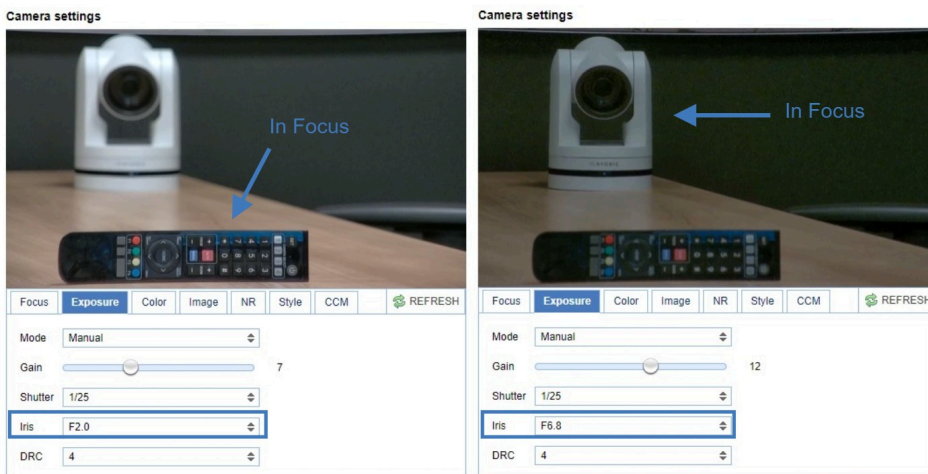 Camera settings
In Focus
Focus Exposure Color Image NR Style CCM REFRESH
Mode Manual
Gain 7
Shutter 1/25
Iris F2.0
DRC 4
Camera settings
In Focus
Focus Exposure Color Image NR Style CCM REFRESH
Mode Manual
Gain 12
Shutter 1/25
Iris F6.8
DRC 4